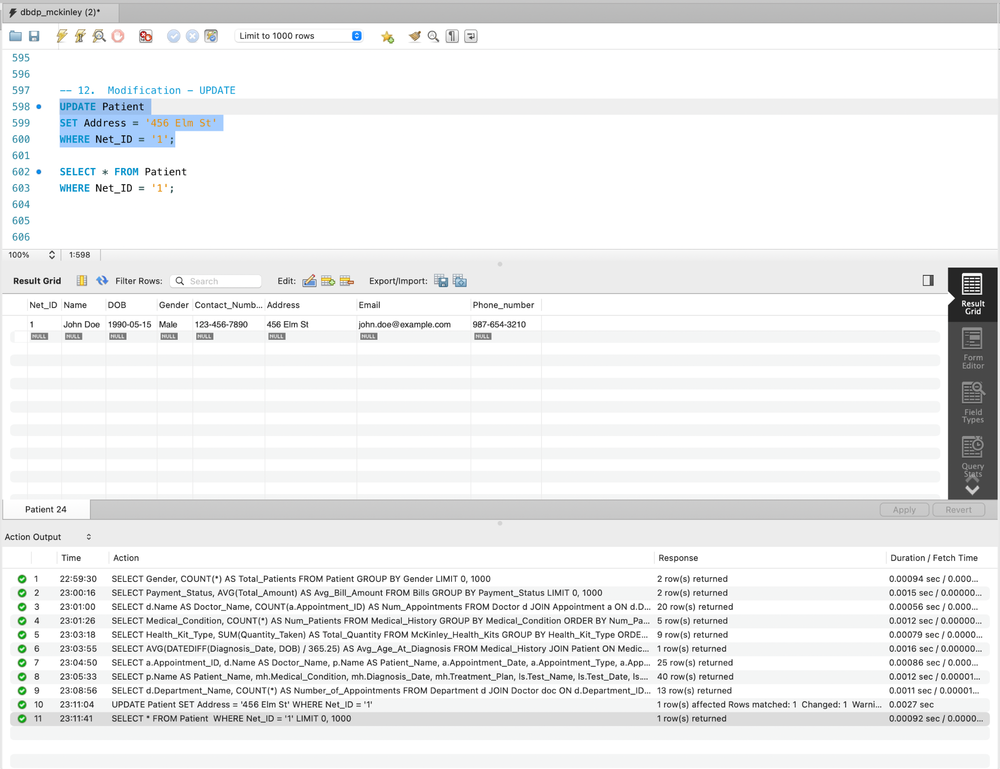 dbdp_mckinley (2)*
Limit to 1000 rows
595
596
597 -- 12.  Modification - UPDATE
598 UPDATE Patient
599 SET Address = '456 Elm St'
600 WHERE Net_ID = '1';
601
602 SELECT * FROM Patient
603 WHERE Net_ID = '1';
604
605
606
100% 1:598
Result Grid Filter Rows: Search Edit: Export/Import:
Net_ID Name DOB Gender Contact_Numb... Address Email Phone_number
1 John Doe 1990-05-15 Male 123-456-7890 456 Elm St john.doe@example.com 987-654-3210
NULL NULL NULL NULL NULL NULL NULL NULL
Result
Grid
Form
Editor
Field
Types
Query
Stats
Patient 24 Apply Revert
Action Output
Time Action Response Duration / Fetch Time
1 22:59:30 SELECT Gender, COUNT(*) AS Total_Patients FROM Patient GROUP BY Gender LIMIT 0, 1000 2 row(s) returned 0.00094 sec / 0.000...
2 23:00:16 SELECT Payment_Status, AVG(Total_Amount) AS Avg_Bill_Amount FROM Bills GROUP BY Payment_Status LIMIT 0, 1000 2 row(s) returned 0.0015 sec / 0.00000...
3 23:01:00 SELECT d.Name AS Doctor_Name, COUNT(a.Appointment_ID) AS Num_Appointments FROM Doctor d JOIN Appointment a ON d.D... 20 row(s) returned 0.00056 sec / 0.000...
4 23:01:26 SELECT Medical_Condition, COUNT(*) AS Num_Patients FROM Medical_History GROUP BY Medical_Condition ORDER BY Num_Pa... 5 row(s) returned 0.0012 sec / 0.00000...
5 23:03:18 SELECT Health_Kit_Type, SUM(Quantity_Taken) AS Total_Quantity FROM McKinley_Health_Kits GROUP BY Health_Kit_Type ORDE... 9 row(s) returned 0.00079 sec / 0.0000...
6 23:03:55 SELECT AVG(DATEDIFF(Diagnosis_Date, DOB) / 365.25) AS Avg_Age_At_Diagnosis FROM Medical_History JOIN Patient ON Medic... 1 row(s) returned 0.0016 sec / 0.00000...
7 23:04:50 SELECT a.Appointment_ID, d.Name AS Doctor_Name, p.Name AS Patient_Name, a.Appointment_Date, a.Appointment_Type, a.App... 25 row(s) returned 0.00086 sec / 0.000...
8 23:05:33 SELECT p.Name AS Patient_Name, mh.Medical_Condition, mh.Diagnosis_Date, mh.Treatment_Plan, ls.Test_Name, ls.Test_Date, ls.... 40 row(s) returned 0.0012 sec / 0.00001...
9 23:08:56 SELECT d.Department_Name, COUNT(*) AS Number_of_Appointments FROM Department d JOIN Doctor doc ON d.Department_ID... 13 row(s) returned 0.0011 sec / 0.00001...
10 23:11:04 UPDATE Patient SET Address = '456 Elm St' WHERE Net_ID = '1' 1 row(s) affected Rows matched: 1  Changed: 1  Warni... 0.0027 sec
11 23:11:41 SELECT * FROM Patient  WHERE Net_ID = '1' LIMIT 0, 1000 1 row(s) returned 0.00092 sec / 0.0000...